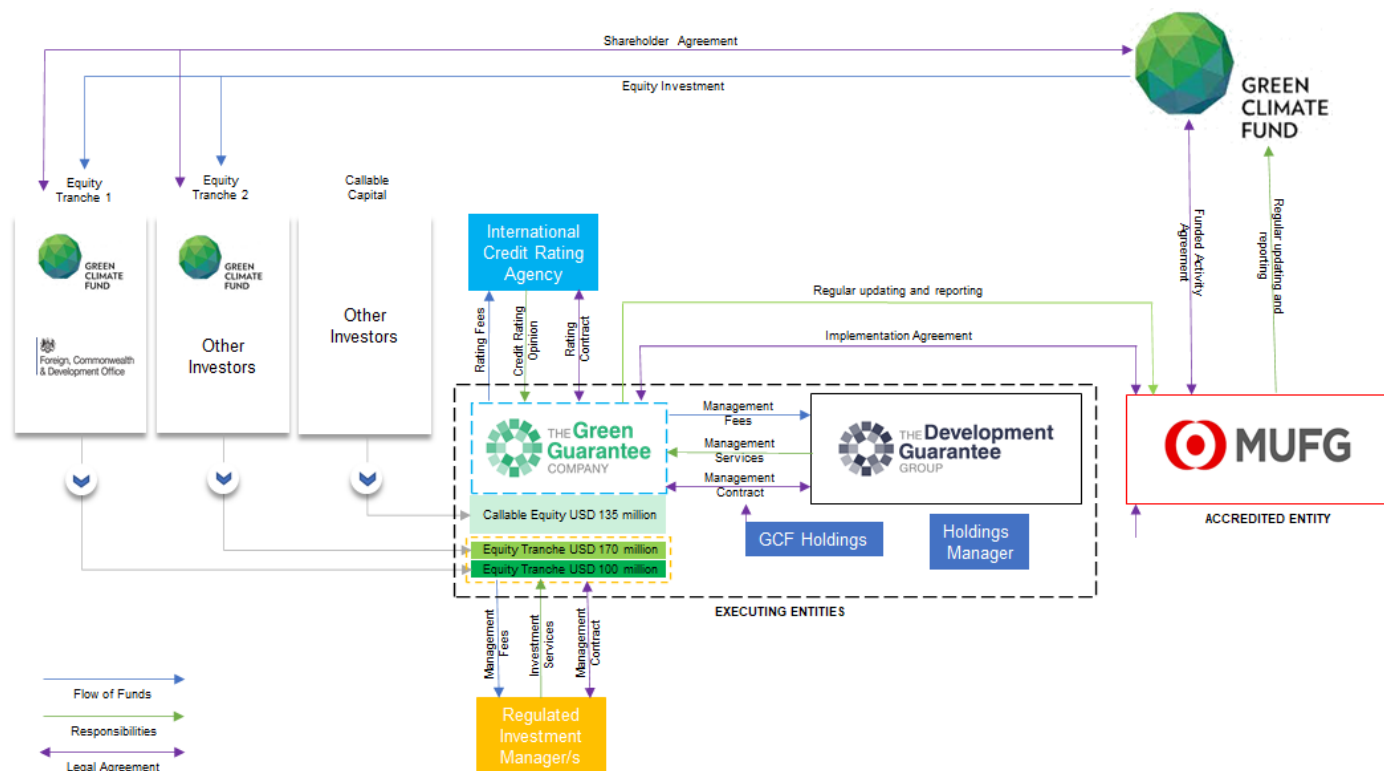 Shareholder Agreement
Equity Investment
GREEN
CLIMATE
FUND
Equity
Tranche 1
Equity
Tranche 2
Callable
Capital
GREEN
CLIMATE
FUND
Foreign, Commonwealth
& Development Office
GREEN
CLIMATE
FUND
Other
Investors
Other
Investors
International
Credit Rating
Agency
Rating Fees
Credit Rating
Opinion
Rating
Contract
Regular updating and reporting
Implementation Agreement
Funded Activity
Agreement
Regular updating and
reporting
THE Green
Guarantee
COMPANY
Management
Fees
Management
Services
Management
Contract
THE Development
Guarantee
GROUP
MUFG
ACCREDITED ENTITY
Callable Equity USD 135 million
Equity Tranche USD 170 million
Equity Tranche USD 100 million
GCF Holdings
Holdings
Manager
EXECUTING ENTITIES
Management
Fees
Investment
Services
Management
Contract
Regulated
Investment
Manager/s
Flow of Funds
Responsibilities
Legal Agreement